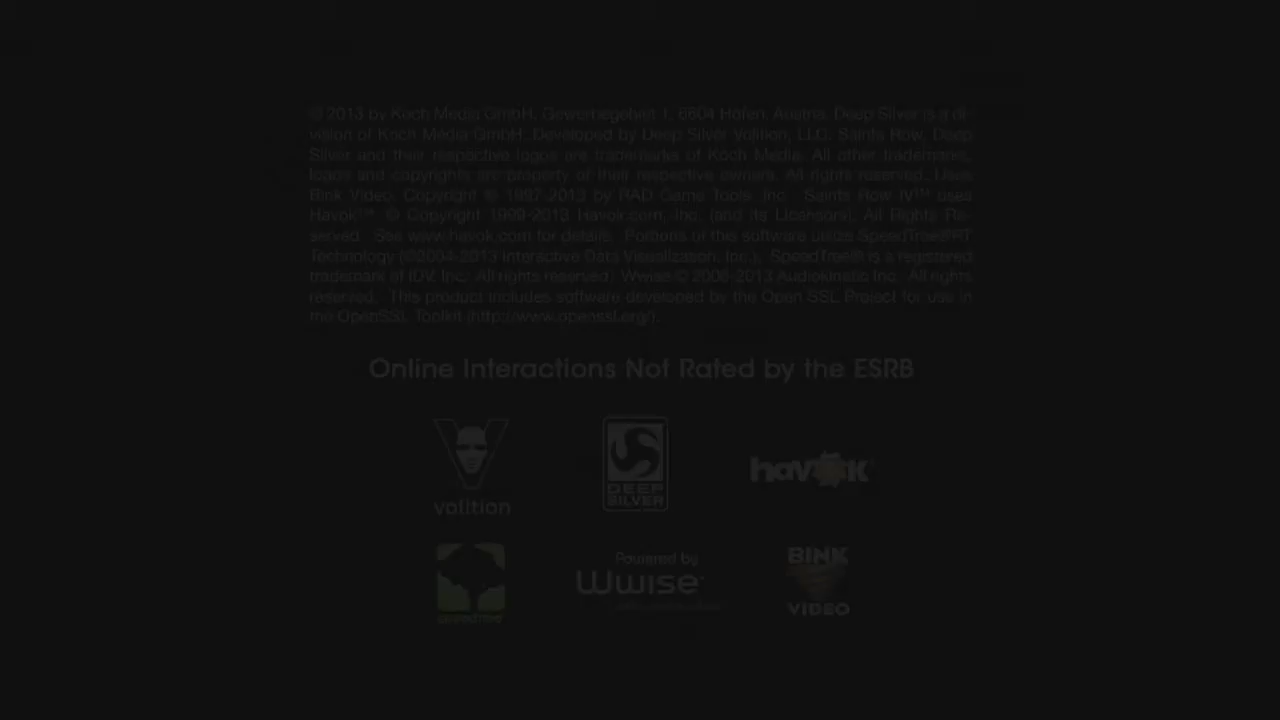 © 2013 by Koch Media GmbH, Gewerbegebiet 1, 6604 Höfen, Austria. Deep Silver is a di-
vision of Koch Media GmbH. Developed by Deep Silver Volition, LLC. Saints Row, Deep
Silver and their respective logos are trademarks of Koch Media. All other trademarks,
logos and copyrights are property of their respective owners. All rights reserved. Uses
Bink Video. Copyright © 1997-2013 by RAD Game Tools, Inc. Saints Row IV™ uses
Havok™. © Copyright 1999-2013 Havok.com, Inc. (and its Licensors). All Rights Re-
served. See www.havok.com for details. Portions of this software utilize SpeedTree®RT
Technology (©2004-2013 Interactive Data Visualization, Inc.). SpeedTree® is a registered
trademark of IDV, Inc. All rights reserved. Wwise © 2006-2013 Audiokinetic Inc. All rights
reserved. This product includes software developed by the Open SSL Project for use in
the OpenSSL Toolkit (http://www.openssl.org/).
Online Interactions Not Rated by the ESRB
volition
DEEP
SILVER
havok
speedtree
Powered by
Wwise
BINK
VIDEO